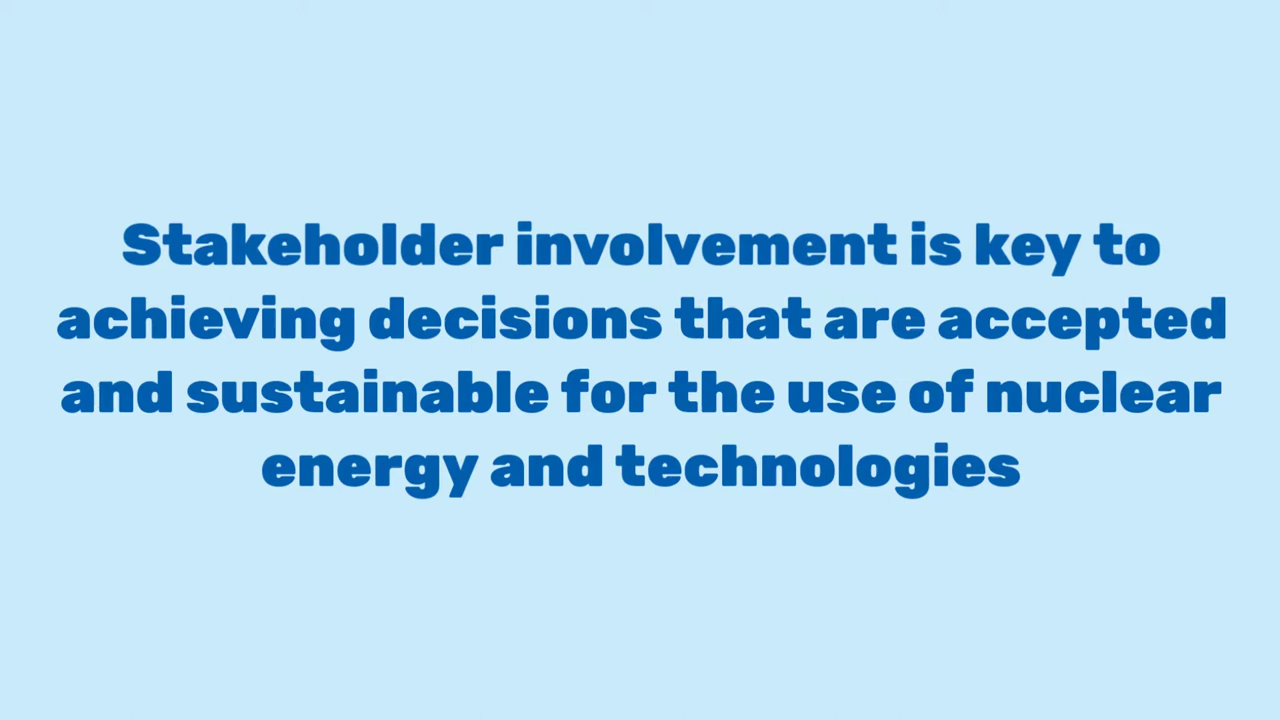 Stakeholder involvement is key to
achieving decisions that are accepted
and sustainable for the use of nuclear
energy and technologies